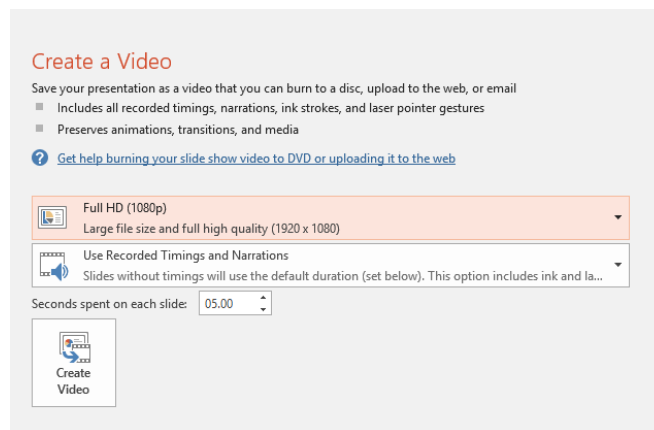 Create a Video
Save your presentation as a video that you can burn to a disc, upload to the web, or email
Includes all recorded timings, narrations, ink strokes, and laser pointer gestures
Preserves animations, transitions, and media
Get help burning your slide show video to DVD or uploading it to the web
Full HD (1080p)
Large file size and full high quality (1920 x 1080)
Use Recorded Timings and Narrations
Slides without timings will use the default duration (set below). This option includes ink and la...
Seconds spent on each slide: 05.00
Create
Video